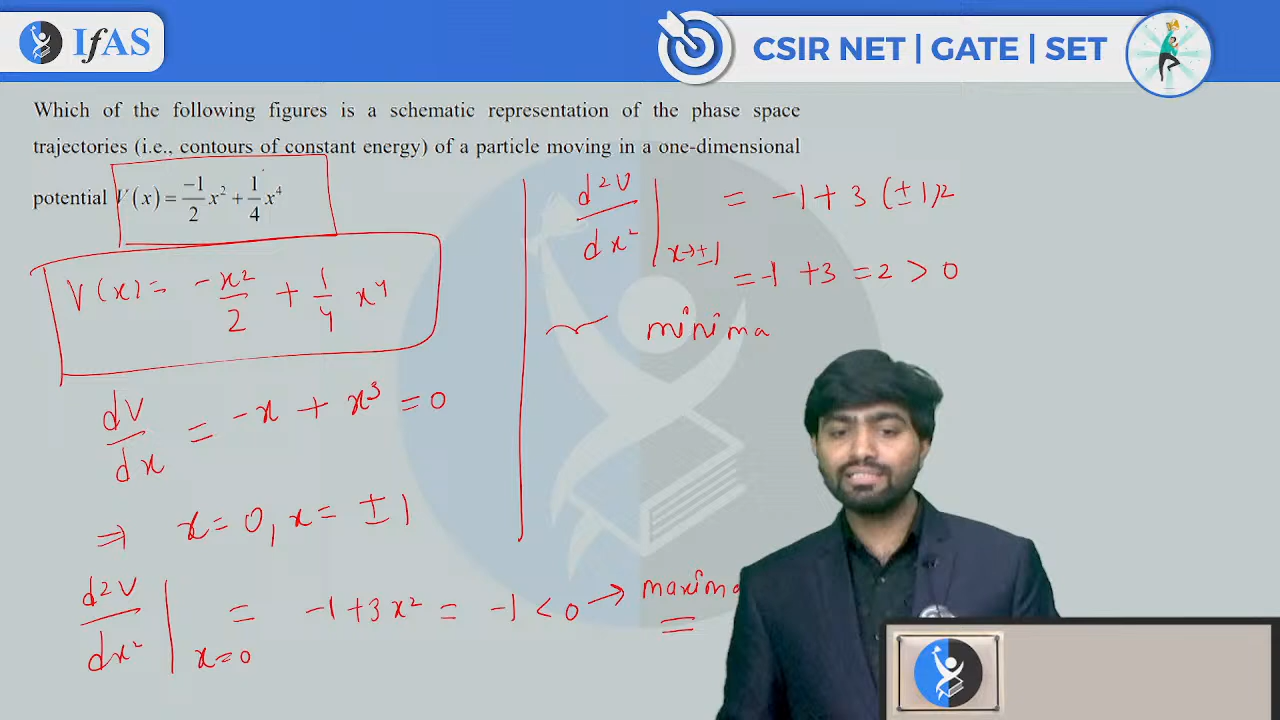 IfAS
CSIR NET | GATE | SET
Which of the following figures is a schematic representation of the phase space
trajectories (i.e., contours of constant energy) of a particle moving in a one-dimensional
potential V(x) = -1/2 x² + 1/4 x⁴
V(x) = -x²/2 + 1/4 x⁴
dV/dx = -x + x³ = 0
⇒ x = 0, x = ±1
d²V/dx² | x=0 = -1 + 3x² = -1 < 0 → maxima
d²V/dx² | x→±1 = -1 + 3(±1)²
= -1 + 3 = 2 > 0
minima